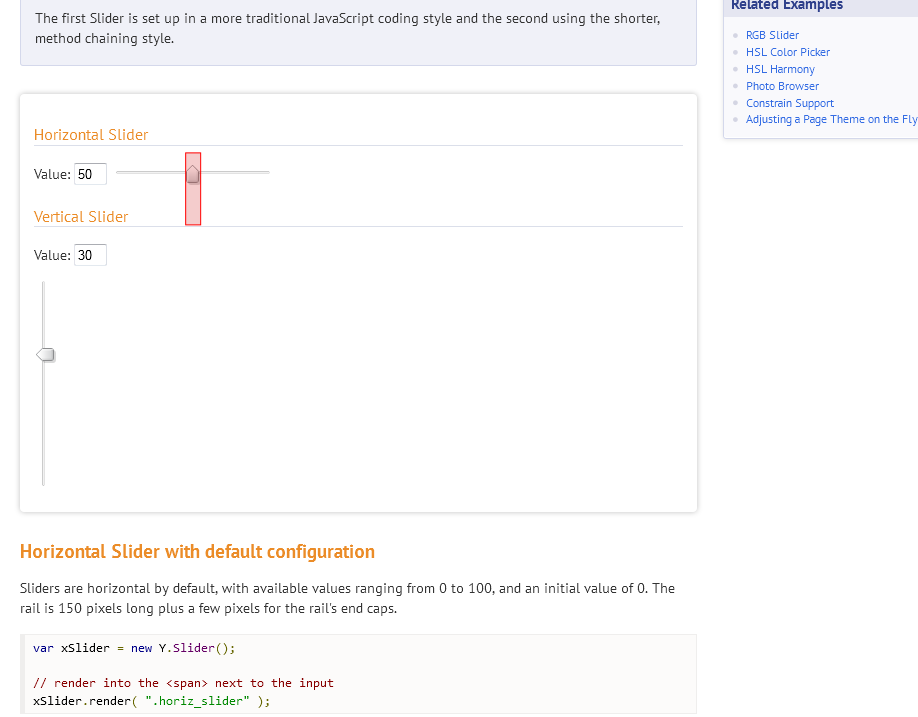 The first Slider is set up in a more traditional JavaScript coding style and the second using the shorter,
method chaining style.
Related Examples
RGB Slider
HSL Color Picker
HSL Harmony
Photo Browser
Constrain Support
Adjusting a Page Theme on the Fly
Horizontal Slider
Value: 50
Vertical Slider
Value: 30
Horizontal Slider with default configuration
Sliders are horizontal by default, with available values ranging from 0 to 100, and an initial value of 0. The
rail is 150 pixels long plus a few pixels for the rail's end caps.
var xSlider = new Y.Slider();
// render into the <span> next to the input
xSlider.render( ".horiz_slider" );